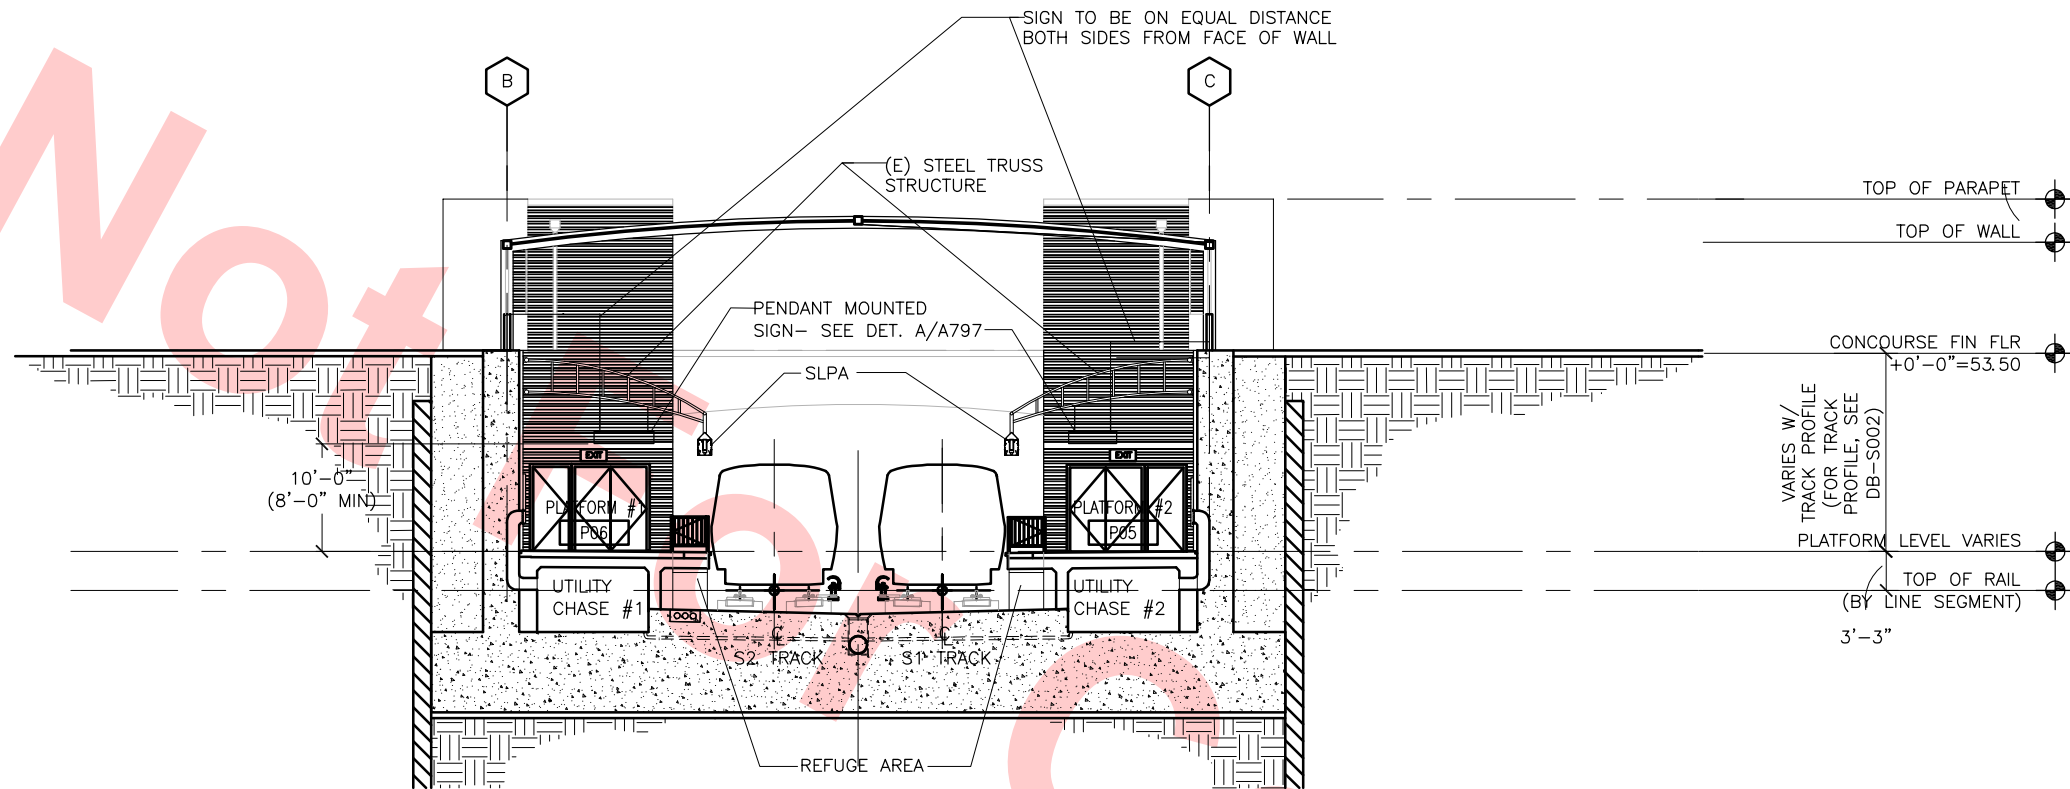 SIGN TO BE ON EQUAL DISTANCE
BOTH SIDES FROM FACE OF WALL
B
C
(E) STEEL TRUSS
STRUCTURE
TOP OF PARAPET
TOP OF WALL
PENDANT MOUNTED
SIGN- SEE DET. A/A797
CONCOURSE FIN FLR
+0'-0"=53.50
SLPA
VARIES W/
TRACK PROFILE
(FOR TRACK
PROFILE, SEE
DB-S002)
EXIT
EXIT
10'-0"
(8'-0" MIN)
PLATFORM #1
P06
PLATFORM #2
P05
PLATFORM LEVEL VARIES
UTILITY
CHASE #1
UTILITY
CHASE #2
TOP OF RAIL
(BY LINE SEGMENT)
3'-3"
S2 TRACK
S1 TRACK
REFUGE AREA
Not For